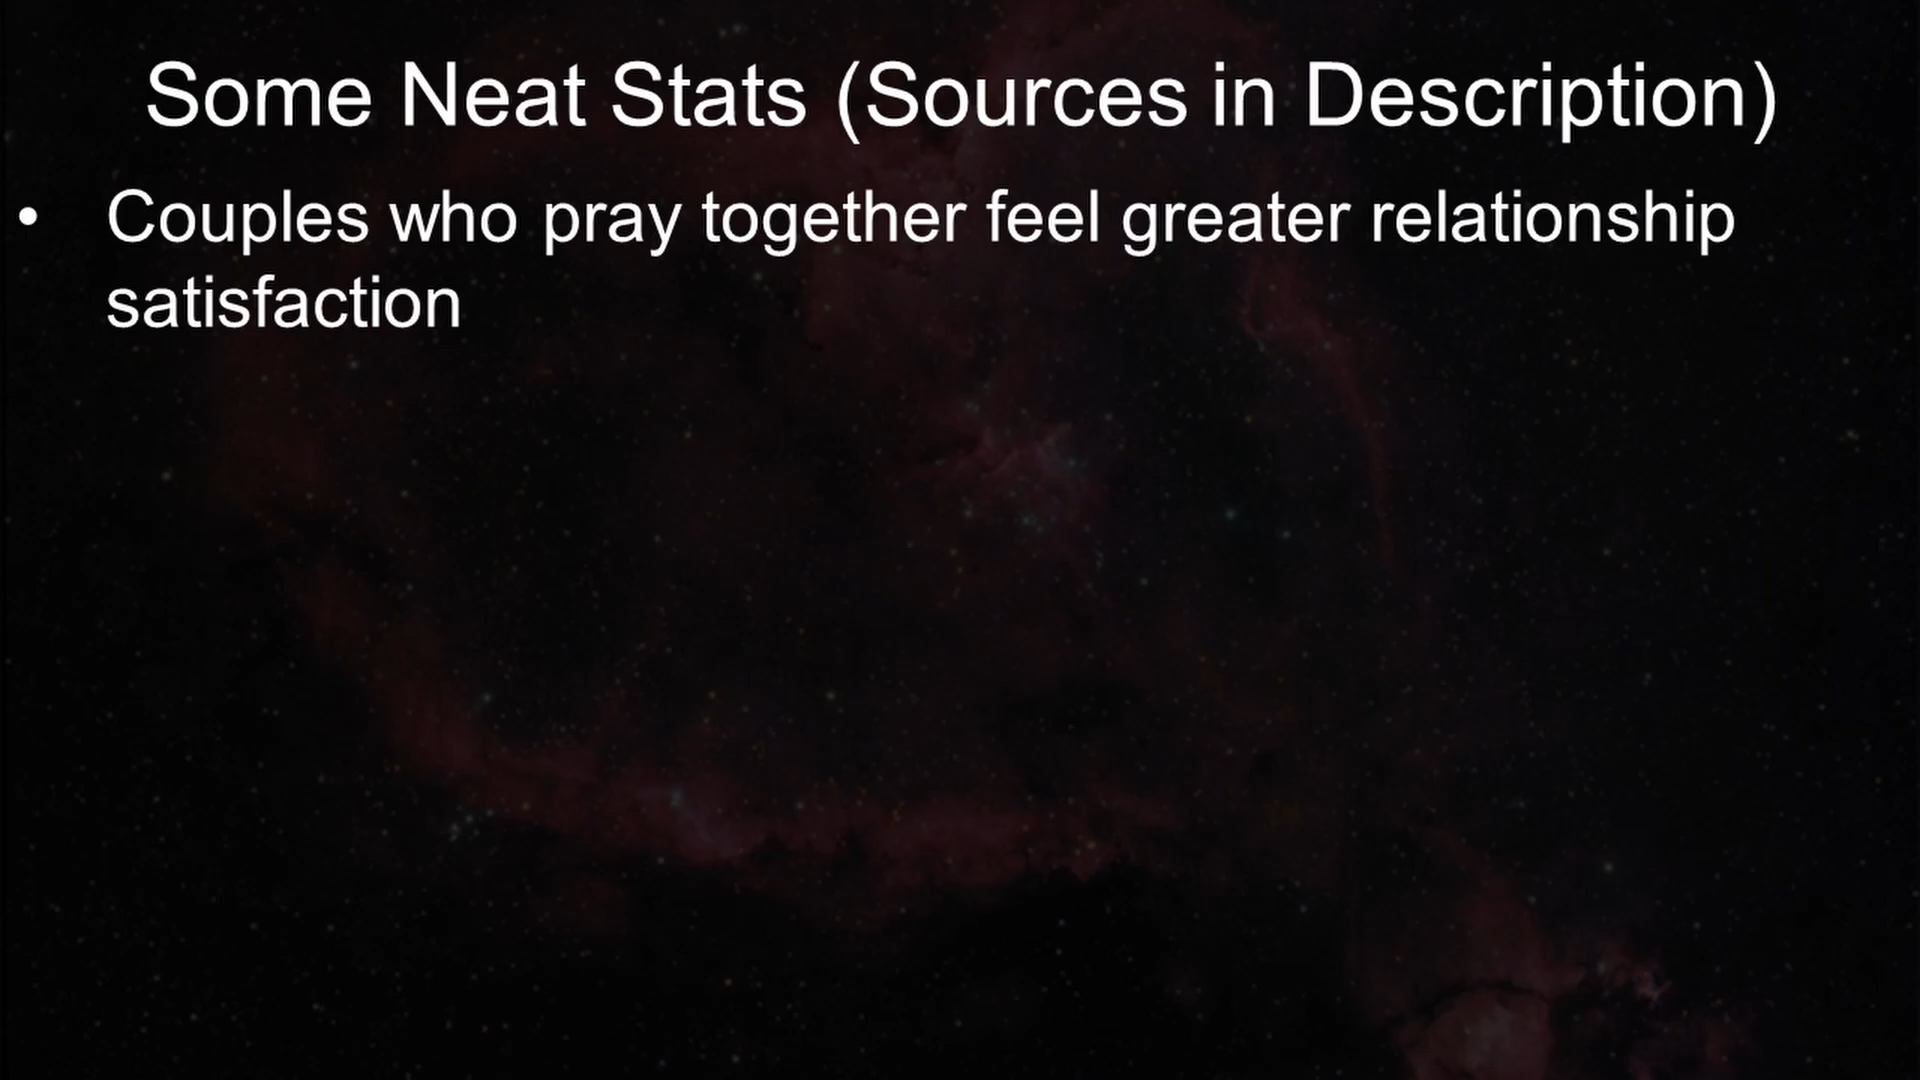 Some Neat Stats (Sources in Description)
• Couples who pray together feel greater relationship
satisfaction